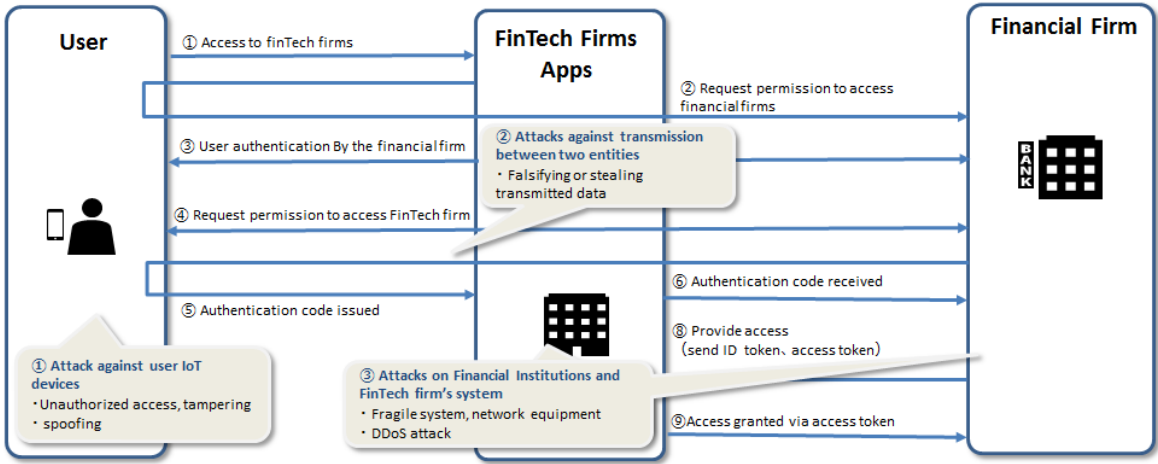 User
FinTech Firms
Apps
Financial Firm
① Access to finTech firms
② Request permission to access
financial firms
③ User authentication By the financial firm
② Attacks against transmission
between two entities
・ Falsifying or stealing
transmitted data
BANK
④ Request permission to access FinTech firm
⑥ Authentication code received
⑤ Authentication code issued
⑧ Provide access
(send ID token、access token)
① Attack against user IoT
devices
・Unauthorized access, tampering
・ spoofing
③ Attacks on Financial Institutions and
FinTech firm's system
・ Fragile system, network equipment
・ DDoS attack
⑨Access granted via access token